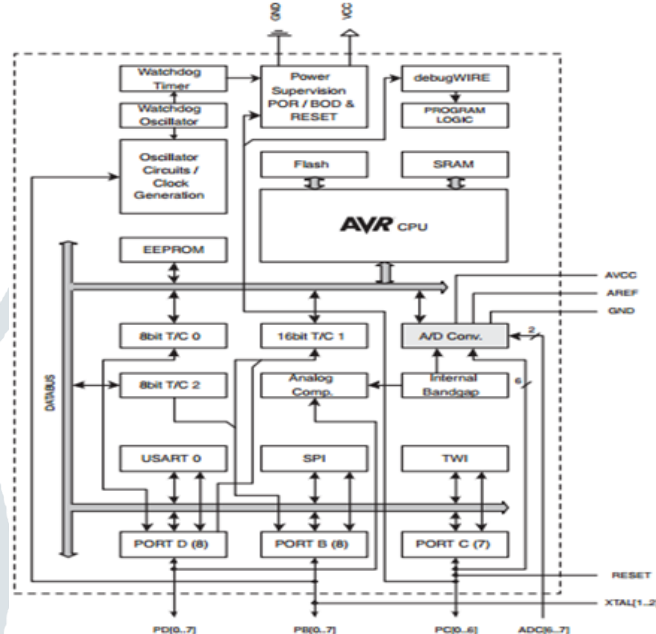 GND
VCC
Watchdog
Timer
Power
Supervision
POR / BOD &
RESET
debugWIRE
Watchdog
Oscillator
PROGRAM
LOGIC
Oscillator
Circuits /
Clock
Generation
Flash
SRAM
AVR CPU
EEPROM
AVCC
AREF
GND
8bit T/C 0
16bit T/C 1
A/D Conv.
2
8bit T/C 2
Analog
Comp.
Internal
Bandgap
6
DATABUS
USART 0
SPI
TWI
PORT D (8)
PORT B (8)
PORT C (7)
RESET
XTAL[1..2
PD[0..7]
PB[0..7]
PC[0..6]
ADC[6..7]